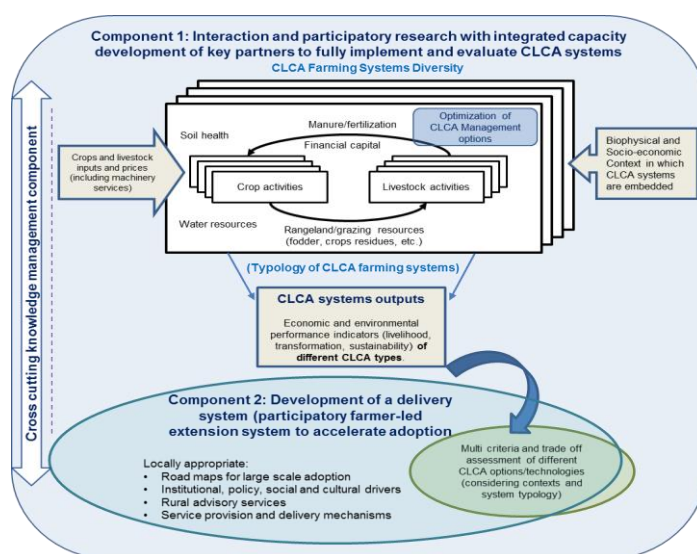 Component 1: Interaction and participatory research with integrated capacity
development of key partners to fully implement and evaluate CLCA systems
CLCA Farming Systems Diversity
Cross cutting knowledge management component
Soil health
Manure/fertilization
Financial capital
Optimization of
CLCA Management
options
Crops and livestock
inputs and prices
(including machinery
services)
Crop activities
Livestock activities
Biophysical and
Socio-economic
Context in which
CLCA systems
are embedded
Water resources
Rangeland/grazing resources
(fodder, crops residues, etc.)
(Typology of CLCA farming systems)
CLCA systems outputs
Economic and environmental
performance indicators (livelihood,
transformation, sustainability) of
different CLCA types.
Component 2: Development of a delivery
system (participatory farmer-led
extension system to accelerate adoption
Locally appropriate:
• Road maps for large scale adoption
• Institutional, policy, social and cultural drivers
• Rural advisory services
• Service provision and delivery mechanisms
Multi criteria and trade off
assessment of different
CLCA options/technologies
(considering contexts and
system typology)